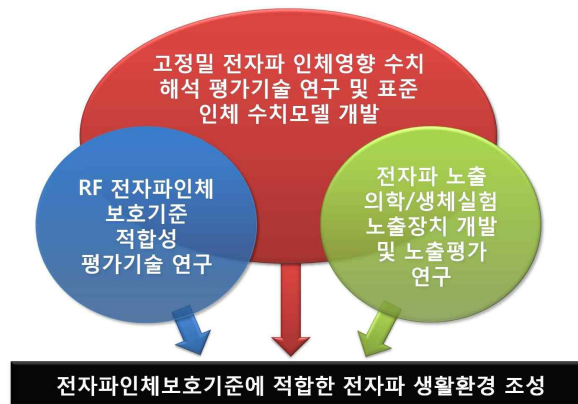 고정밀 전자파 인체영향 수치
해석 평가기술 연구 및 표준
인체 수치모델 개발
RF 전자파인체
보호기준
적합성
평가기술 연구
전자파 노출
의학/생체실험
노출장치 개발
및 노출평가
연구
전자파인체보호기준에 적합한 전자파 생활환경 조성